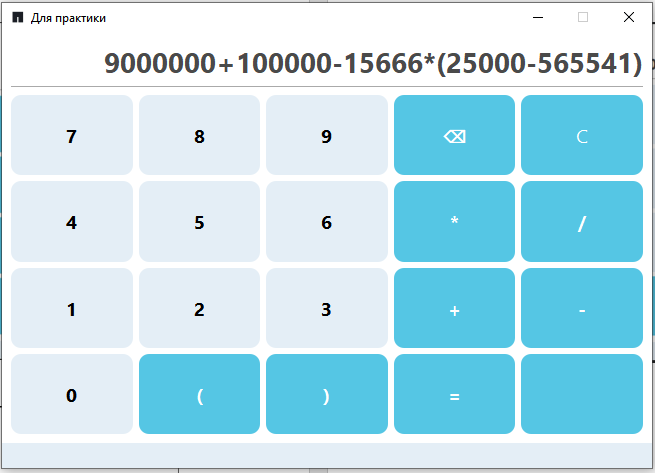 Для практики
9000000+100000-15666*(25000-565541)
7 8 9 ⌫ C
4 5 6 * /
1 2 3 + -
0 ( ) =